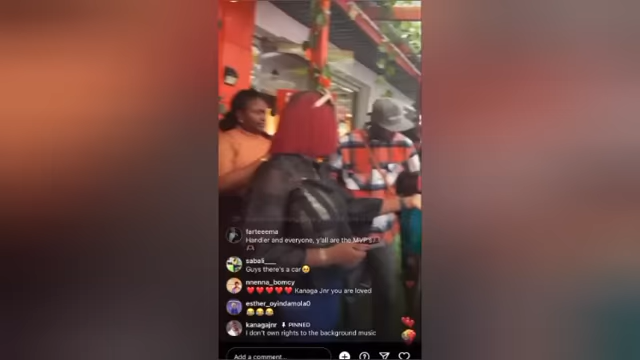 farteeema
Handler and everyone, y'all are the MVP's
sabali___
Guys there's a car
nnenna_bomcy
Kanaga Jnr you are loved
esther_oyindamola0
kanagajnr PINNED
I don't own rights to the background music
Add a comment...